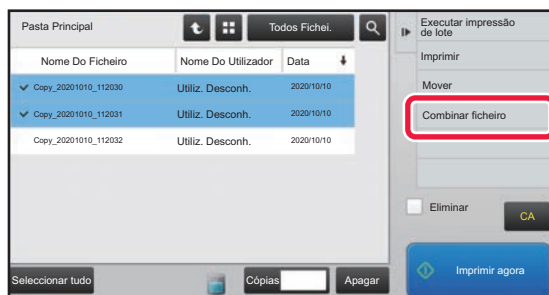 Pasta Principal
Todos Fichei.
Nome Do Ficheiro
Nome Do Utilizador
Data
Copy_20201010_112030
Utiliz. Desconh.
2020/10/10
Copy_20201010_112031
Utiliz. Desconh.
2020/10/10
Copy_20201010_112032
Utiliz. Desconh.
2020/10/10
Seleccionar tudo
Cópias
Apagar
Executar impressão
de lote
Imprimir
Mover
Combinar ficheiro
Eliminar
CA
Imprimir agora